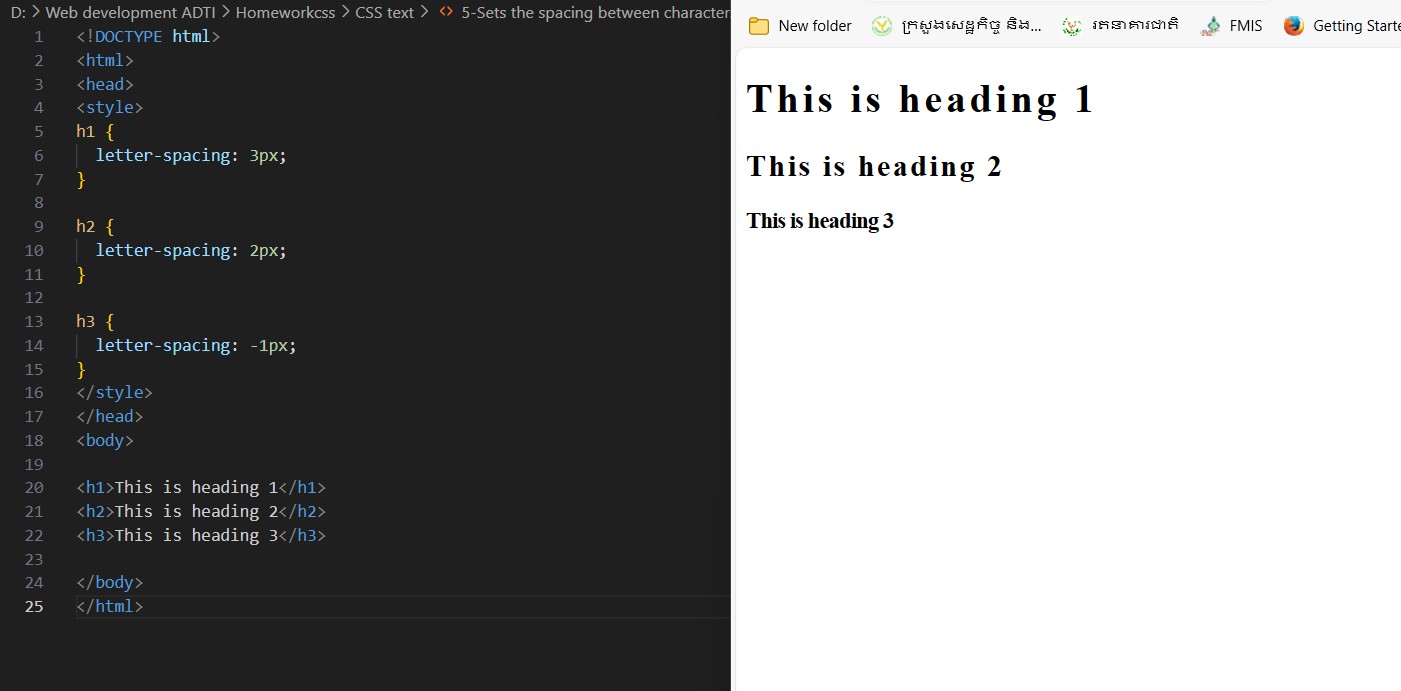 D: > Web development ADTI > Homeworkcss > CSS text > <> 5-Sets the spacing between character
1 <!DOCTYPE html>
2 <html>
3 <head>
4 <style>
5 h1 {
6   letter-spacing: 3px;
7 }
8
9 h2 {
10   letter-spacing: 2px;
11 }
12
13 h3 {
14   letter-spacing: -1px;
15 }
16 </style>
17 </head>
18 <body>
19
20 <h1>This is heading 1</h1>
21 <h2>This is heading 2</h2>
22 <h3>This is heading 3</h3>
23
24 </body>
25 </html>
New folder ក្រសួងសេដ្ឋកិច្ច និង... រតនាគារជាតិ FMIS Getting Starte
This is heading 1
This is heading 2
This is heading 3